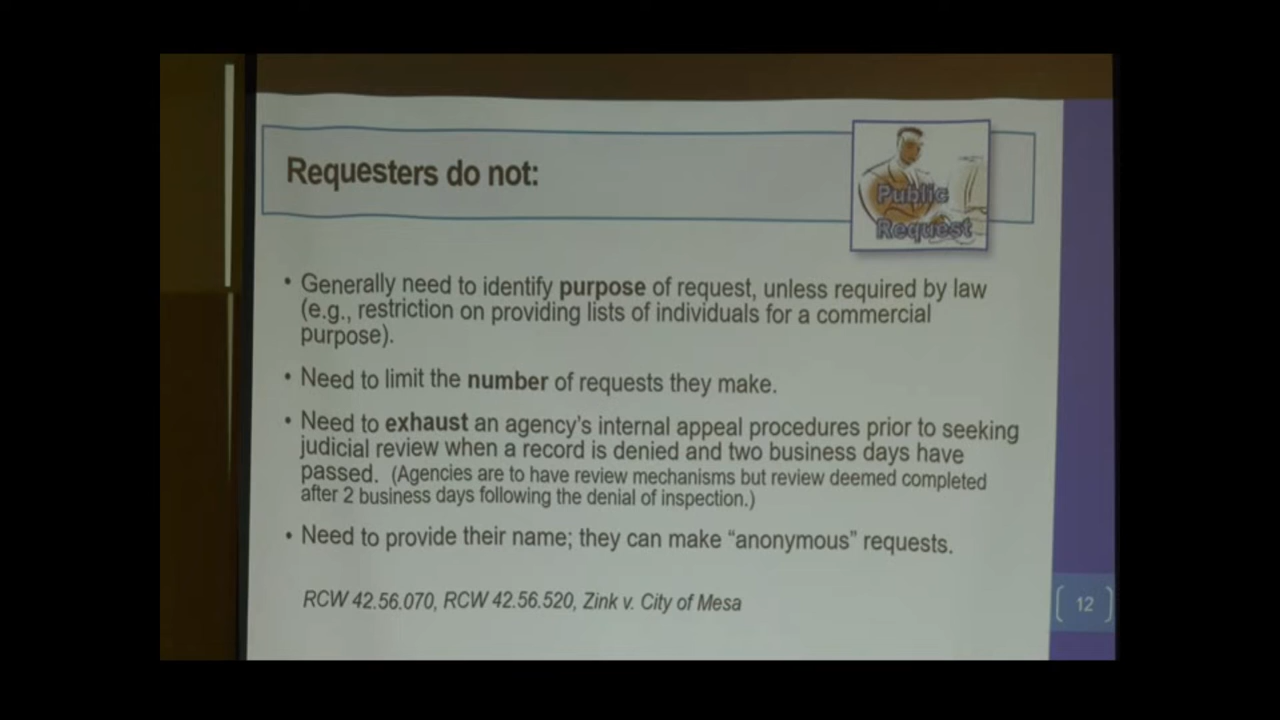 Requesters do not:
Public
Request
• Generally need to identify purpose of request, unless required by law
(e.g., restriction on providing lists of individuals for a commercial
purpose).
• Need to limit the number of requests they make.
• Need to exhaust an agency's internal appeal procedures prior to seeking
judicial review when a record is denied and two business days have
passed. (Agencies are to have review mechanisms but review deemed completed
after 2 business days following the denial of inspection.)
• Need to provide their name; they can make “anonymous” requests.
RCW 42.56.070, RCW 42.56.520, Zink v. City of Mesa
[ 12 ]